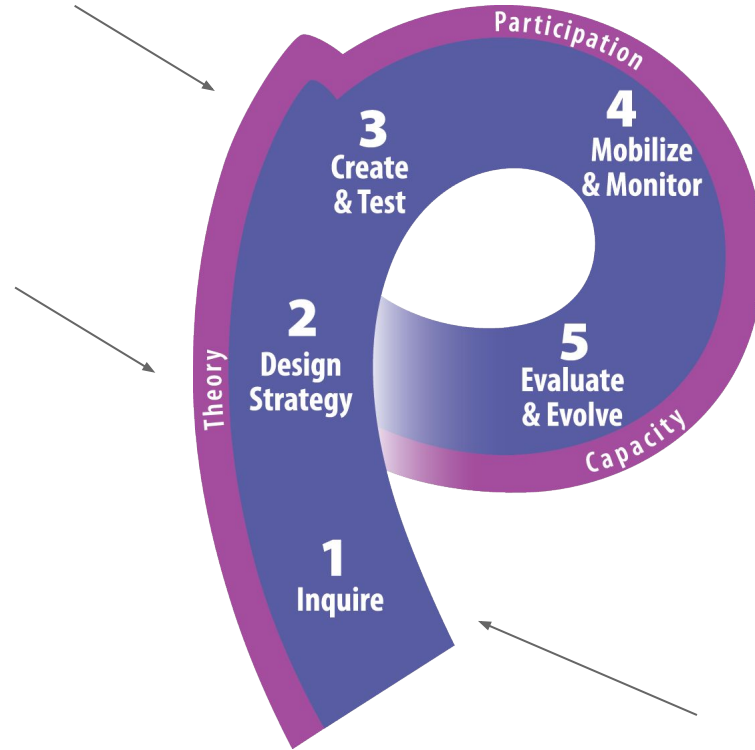 Participation
3
Create
& Test
4
Mobilize
& Monitor
2
Design
Strategy
Theory
5
Evaluate
& Evolve
Capacity
1
Inquire